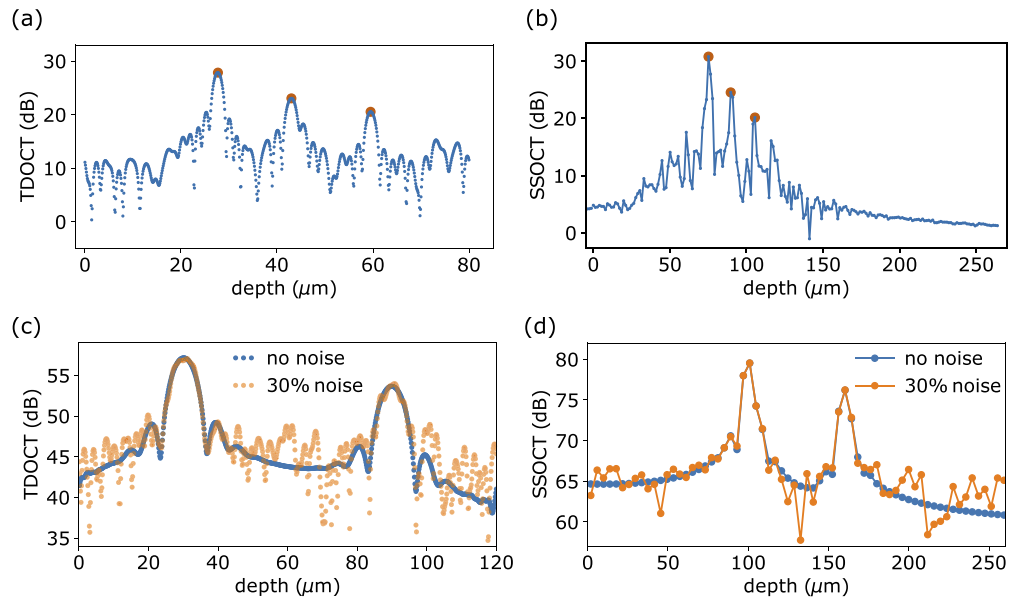 (a)
TDOCT (dB)
30
20
10
0
0 20 40 60 80
depth (μm)
(b)
SSOCT (dB)
30
20
10
0
0 50 100 150 200 250
depth (μm)
(c)
TDOCT (dB)
55
50
45
40
35
no noise
30% noise
0 20 40 60 80 100 120
depth (μm)
(d)
SSOCT (dB)
80
75
70
65
60
no noise
30% noise
0 50 100 150 200 250
depth (μm)